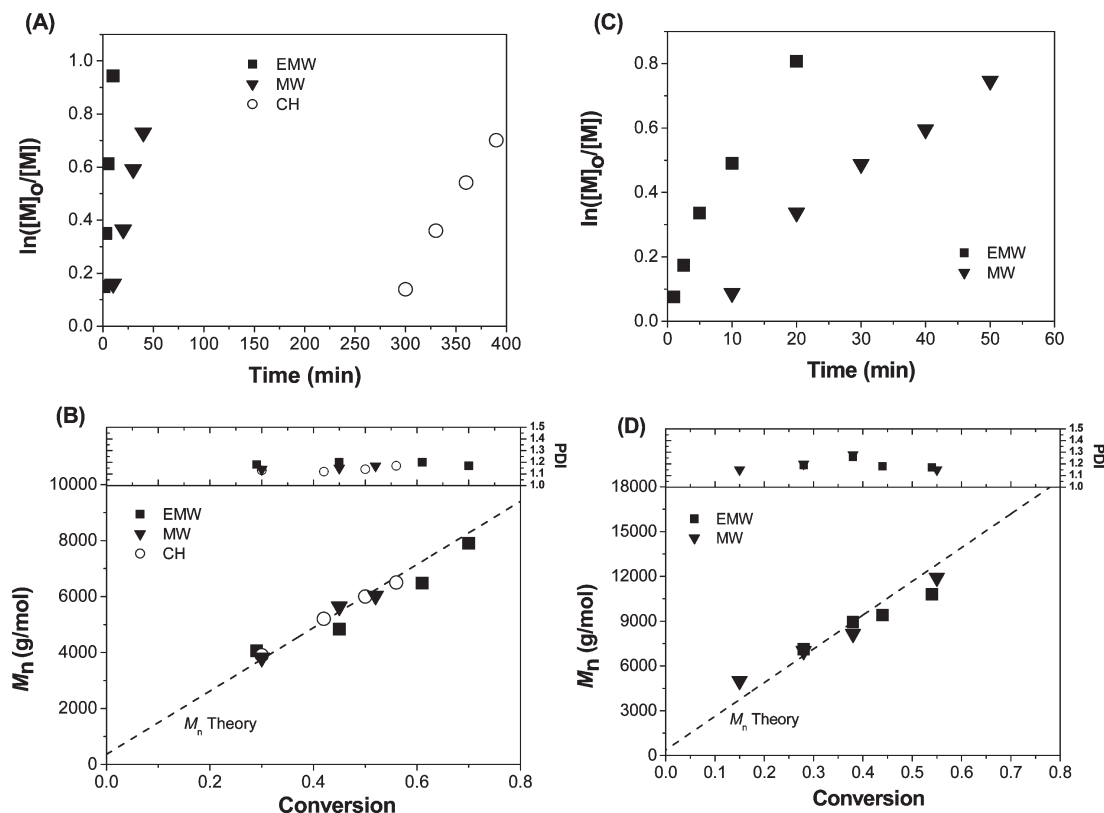 (A)
1.0
0.8
0.6
0.4
0.2
0.0
ln([M]o/[M])
EMW
MW
CH
0 50 100 150 200 250 300 350 400
Time (min)
(C)
0.8
0.6
0.4
0.2
0.0
ln([M]o/[M])
EMW
MW
0 10 20 30 40 50 60
Time (min)
(B)
1.5
1.4
1.3
1.2
1.1
1.0
PDI
10000
8000
6000
4000
2000
0
Mn (g/mol)
EMW
MW
CH
Mn Theory
0.0 0.2 0.4 0.6 0.8
Conversion
(D)
1.5
1.4
1.3
1.2
1.1
1.0
PDI
18000
15000
12000
9000
6000
3000
0
Mn (g/mol)
EMW
MW
Mn Theory
0.0 0.1 0.2 0.3 0.4 0.5 0.6 0.7 0.8
Conversion